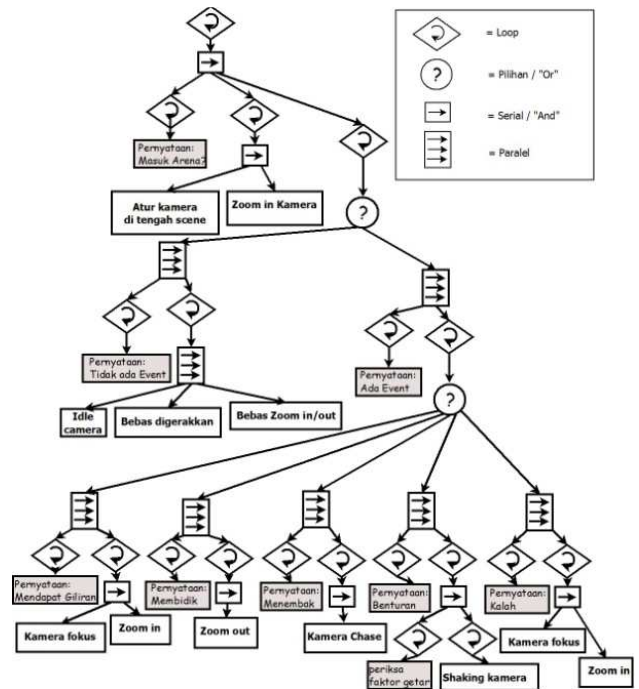 = Loop
?
= Pilihan / "Or"
= Serial / "And"
= Paralel
Pernyataan:
Masuk Arena?
Atur kamera
di tengah scene
Zoom in Kamera
?
Pernyataan:
Tidak ada Event
Pernyataan:
Ada Event
Idle
camera
Bebas digerakkan
Bebas Zoom in/out
?
Pernyataan:
Mendapat Giliran
Pernyataan:
Membidik
Pernyataan:
Menembak
Pernyataan:
Benturan
Pernyataan:
Kalah
Kamera fokus
Zoom in
Zoom out
Kamera Chase
periksa
faktor getar
Shaking kamera
Kamera fokus
Zoom in